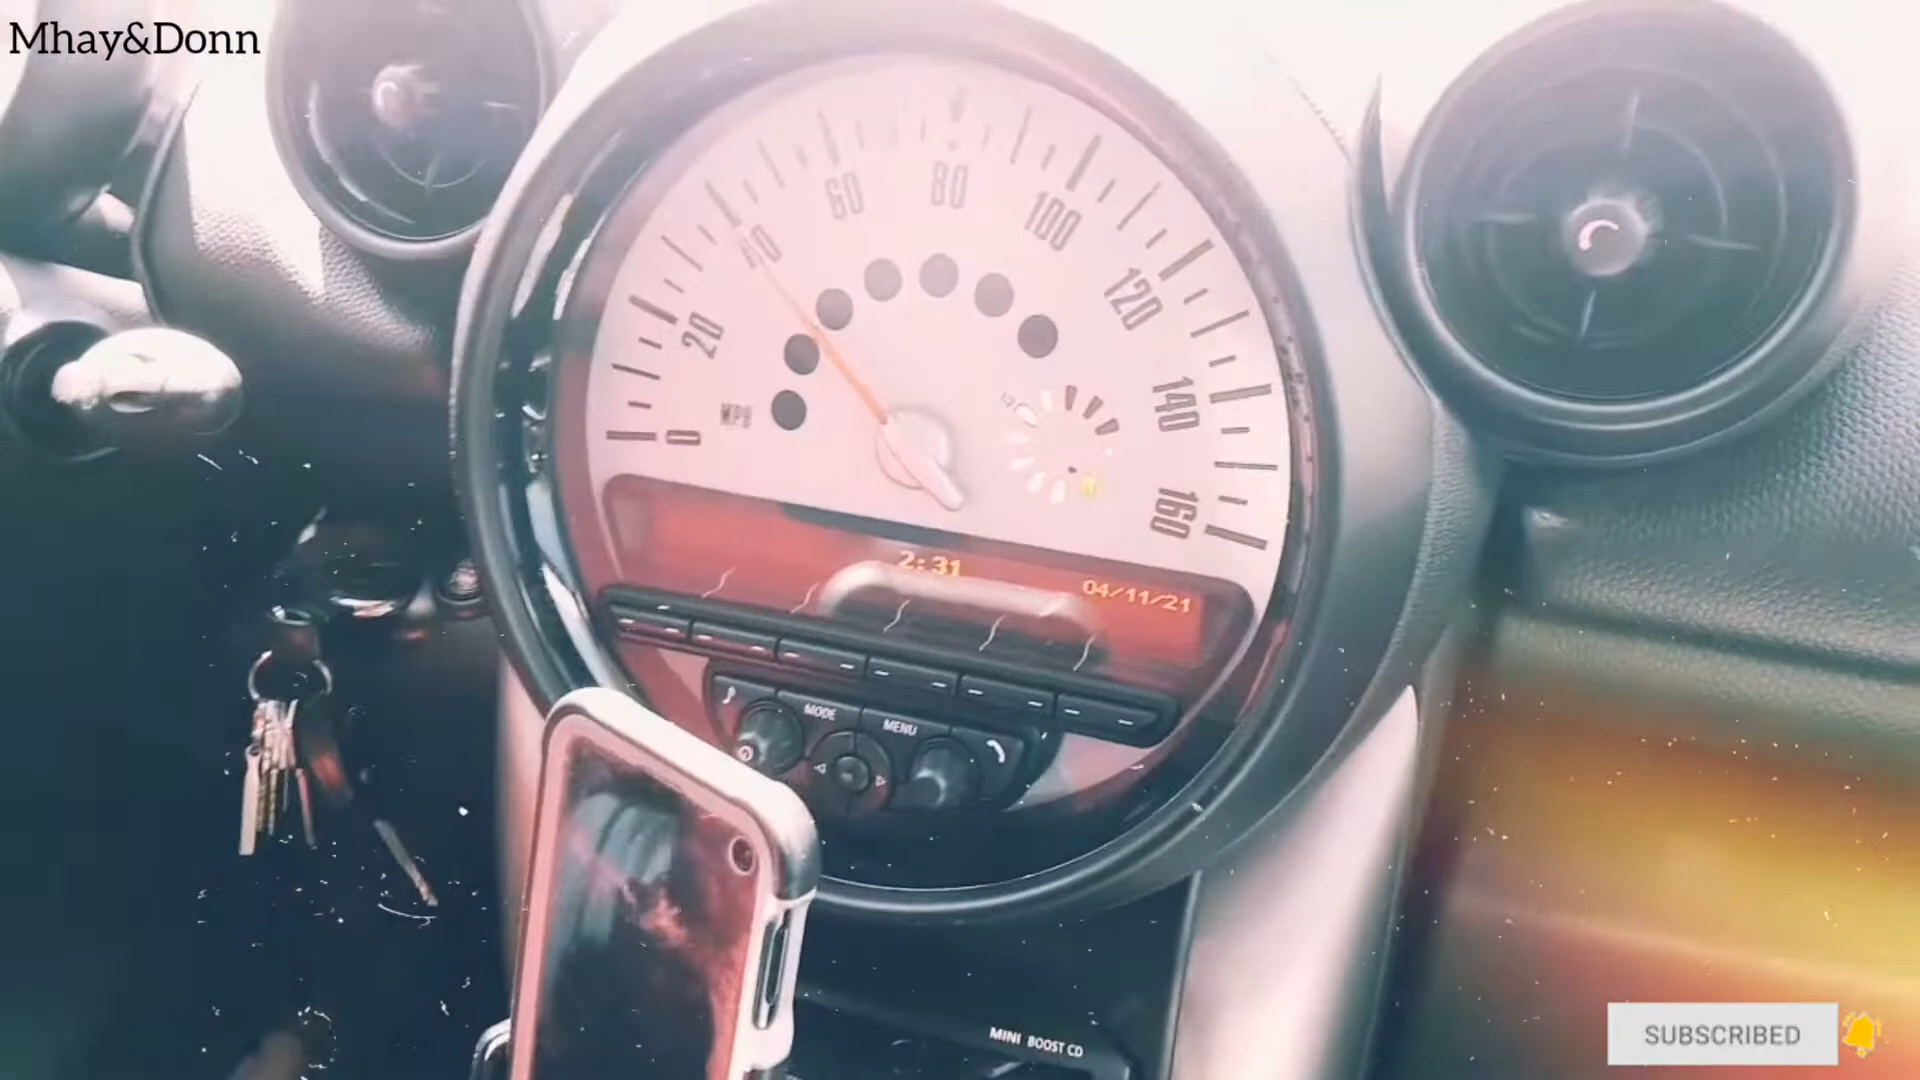 Mhay&Donn
0
20
40
60
80
100
120
140
160
MPH
2:31
04/11/21
MODE
MENU
MINI BOOST CD
SUBSCRIBED